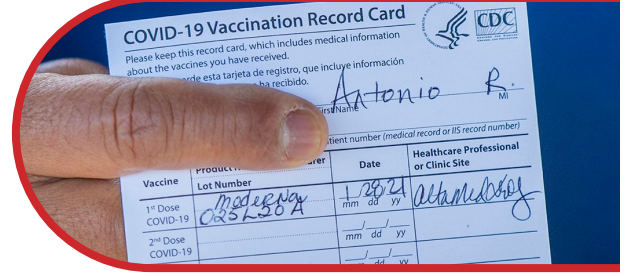 COVID-19 Vaccination Record Card
CDC
Please keep this record card, which includes medical information
about the vaccines you have received.
de esta tarjeta de registro, que incluye información
ha recibido.
Antonio R.
First Name MI
number (medical record or IIS record number)
Vaccine
Lot Number
Date
Healthcare Professional
or Clinic Site
1st Dose
COVID-19
Moderna
025L20A
1 28 21
mm dd yy
2nd Dose
COVID-19
mm dd yy